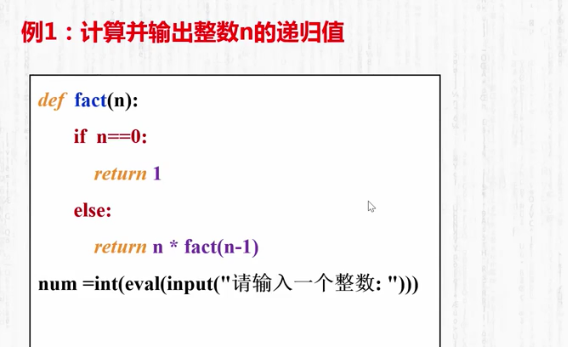 例1：计算并输出整数n的递归值
def fact(n):
if n==0:
return 1
else:
return n * fact(n-1)
num =int(eval(input("请输入一个整数: ")))